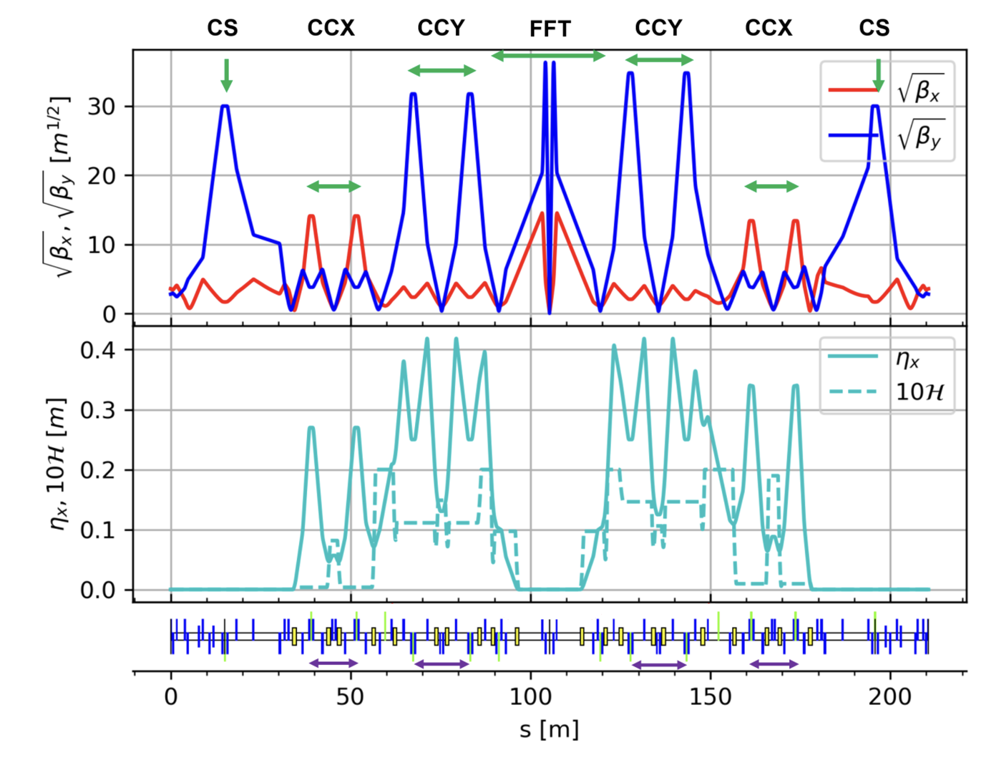 CS CCX CCY FFT CCY CCX CS
√βx, √βy [m^1/2]
30
20
10
0
√βx
√βy
ηx, 10ℋ [m]
0.4
0.3
0.2
0.1
0.0
ηx
10ℋ
0 50 100 150 200
s [m]